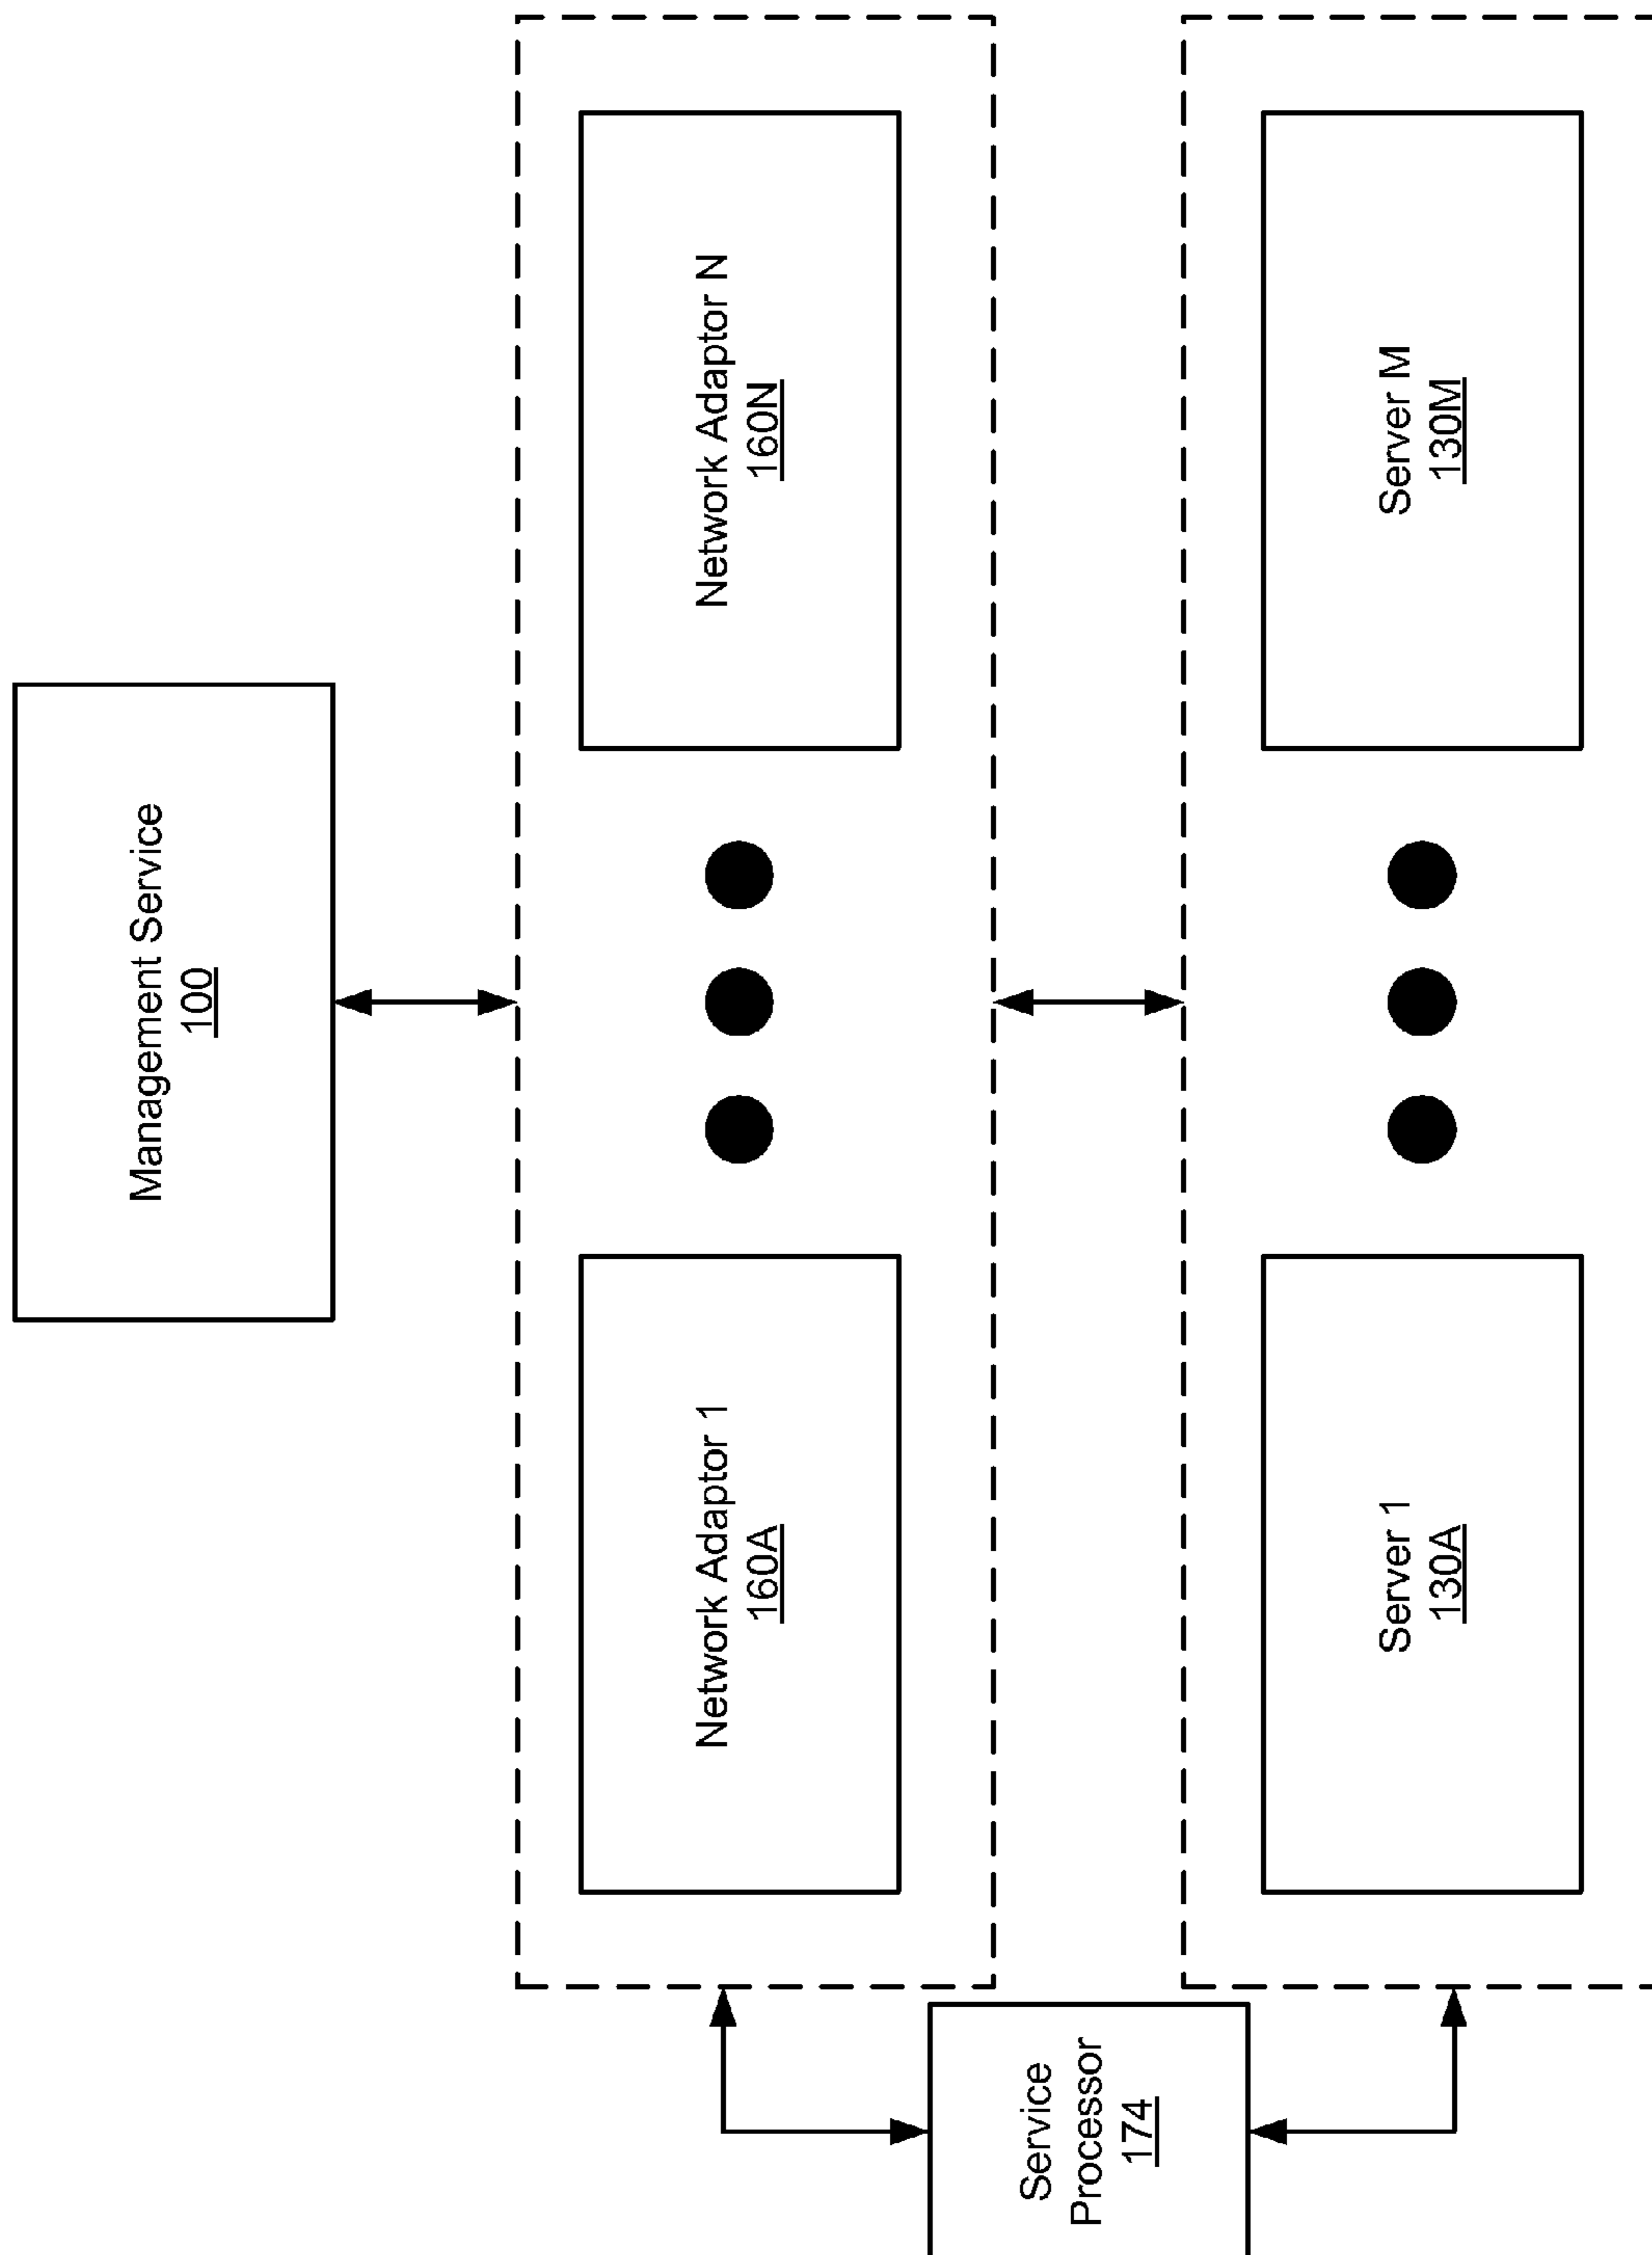 Management Service
100
Network Adaptor 1
160A
Network Adaptor N
160N
Service
Processor
174
Server 1
130A
Server M
130M